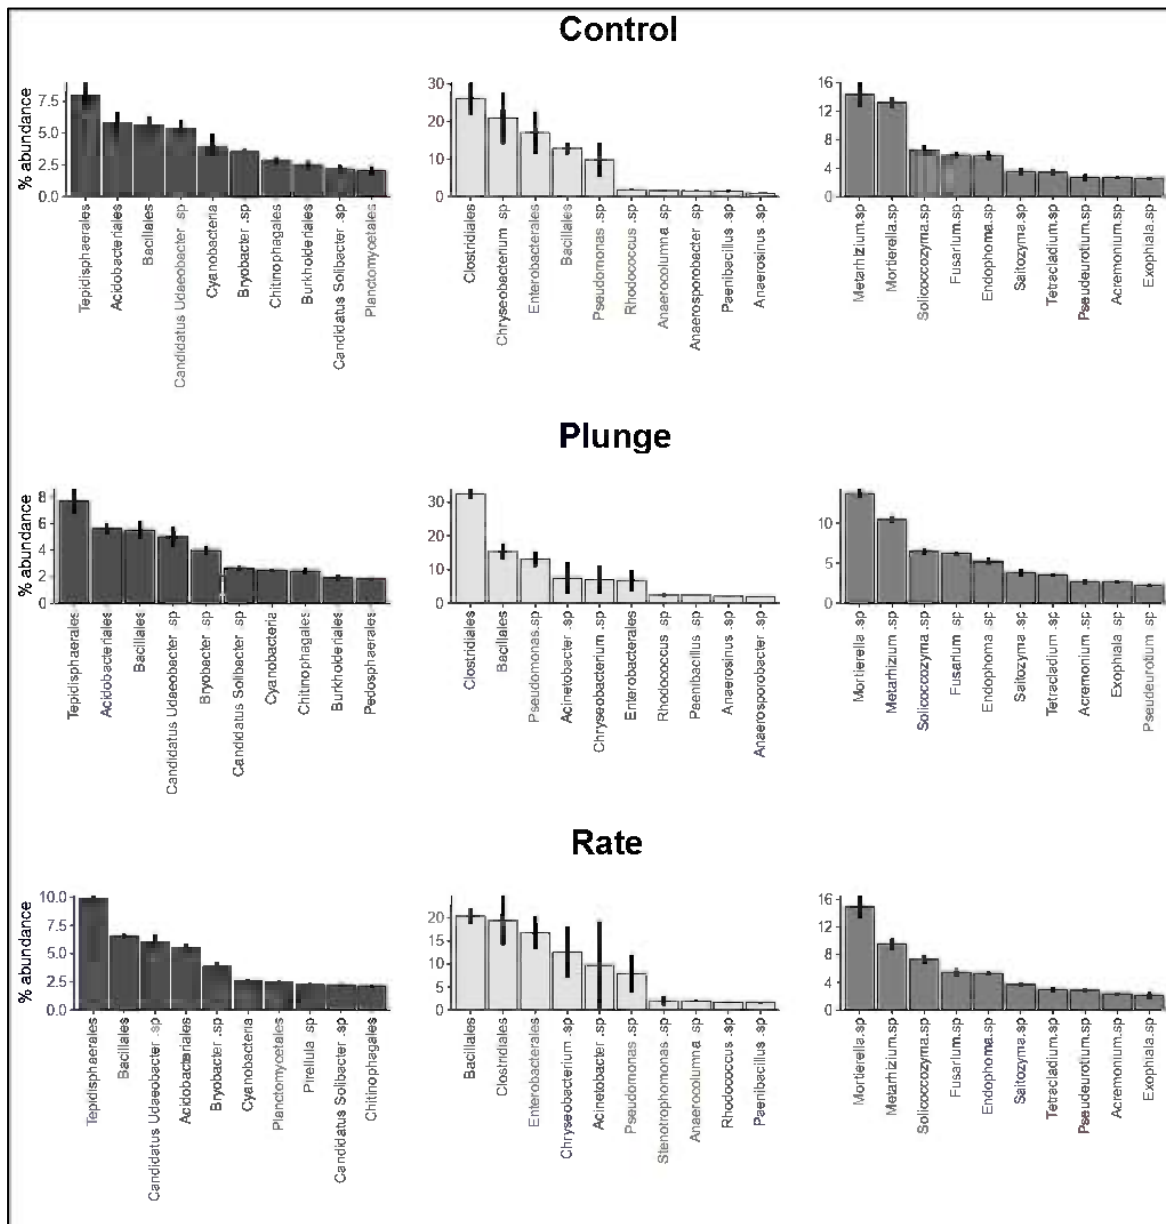 Control
% abundance
7.5
5.0
2.5
0.0
Tepidisphaerales
Acidobacteriales
Bacillales
Candidatus Udaeobacter .sp
Cyanobacteria
Bryobacter .sp
Chitinophagales
Burkholderiales
Candidatus Solibacter .sp
Planctomycetales
30
20
10
0
Clostridiales
Chryseobacterium .sp
Enterobacterales
Bacillales
Pseudomonas .sp
Rhodococcus .sp
Anaerocolumna .sp
Anaerosporobacter .sp
Paenibacillus .sp
Anaerosinus .sp
16
12
8
4
0
Metarhizium.sp
Mortierella.sp
Solicoccozyma.sp
Fusarium.sp
Endophoma.sp
Saitozyma.sp
Tetracladium.sp
Pseudeurotium.sp
Acremonium.sp
Exophiala.sp
Plunge
% abundance
8
6
4
2
0
Tepidisphaerales
Acidobacteriales
Bacillales
Candidatus Udaeobacter .sp
Bryobacter .sp
Candidatus Solibacter .sp
Cyanobacteria
Chitinophagales
Burkholderiales
Pedosphaerales
30
20
10
0
Clostridiales
Bacillales
Pseudomonas.sp
Acinetobacter .sp
Chryseobacterium .sp
Enterobacterales
Rhodococcus .sp
Paenibacillus .sp
Anaerosinus .sp
Anaerosporobacter .sp
10
5
0
Mortierella .sp
Metarhizium .sp
Solicoccozyma .sp
Fusarium .sp
Endophoma .sp
Saitozyma .sp
Tetracladium .sp
Acremonium .sp
Exophiala .sp
Pseudeurotium .sp
Rate
% abundance
10.0
7.5
5.0
2.5
0.0
Tepidisphaerales
Bacillales
Candidatus Udaeobacter .sp
Acidobacteriales
Bryobacter .sp
Cyanobacteria
Planctomycetales
Pirellula .sp
Candidatus Solibacter .sp
Chitinophagales
20
15
10
5
0
Bacillales
Clostridiales
Enterobacterales
Chryseobacterium .sp
Acinetobacter .sp
Pseudomonas .sp
Stenotrophomonas .sp
Anaerocolumna .sp
Rhodococcus .sp
Paenibacillus .sp
16
12
8
4
0
Mortierella.sp
Metarhizium.sp
Solicoccozyma.sp
Fusarium.sp
Endophoma.sp
Saitozyma.sp
Tetracladium.sp
Pseudeurotium.sp
Acremonium.sp
Exophiala.sp